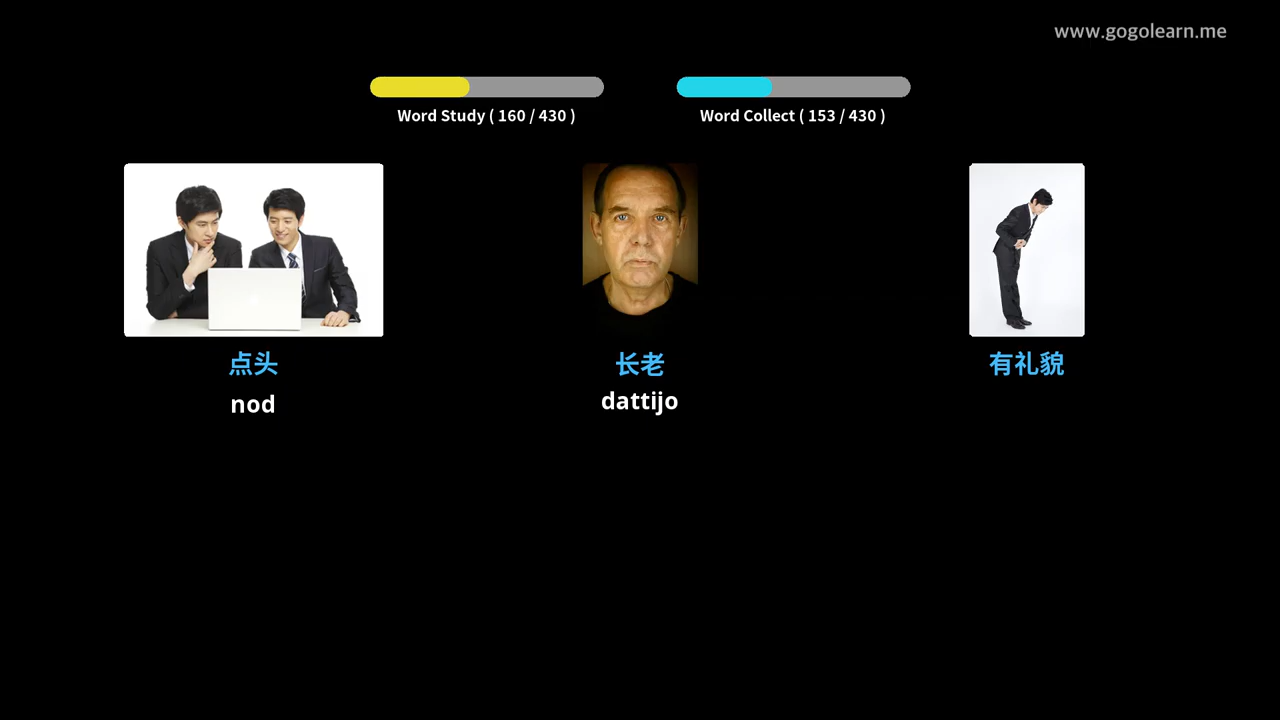 www.gogolearn.me
Word Study ( 160 / 430 )
Word Collect ( 153 / 430 )
点头
长老
有礼貌
nod
dattijo